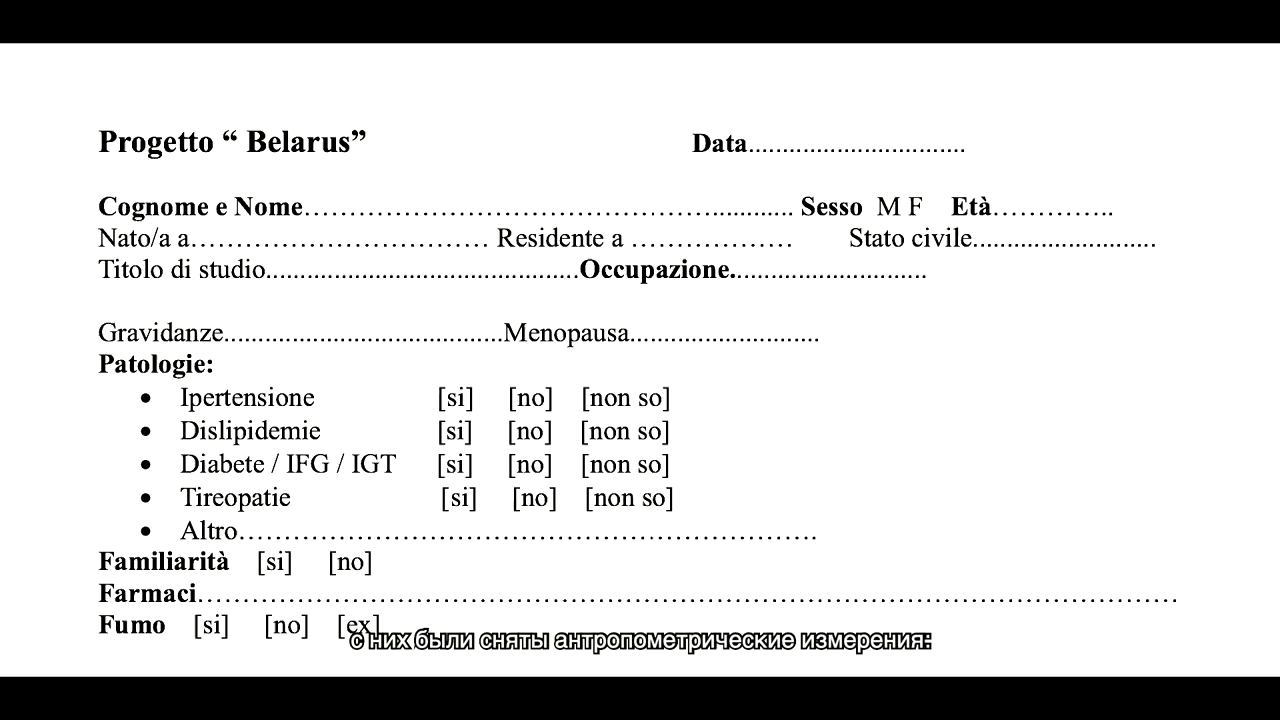 Progetto “ Belarus” Data................................
Cognome e Nome……………………………………….............. Sesso M F Età…………..
Nato/a a…………………………… Residente a ……………… Stato civile...........................
Titolo di studio..............................................Occupazione.............................
Gravidanze.........................................Menopausa............................
Patologie:
• Ipertensione [si] [no] [non so]
• Dislipidemie [si] [no] [non so]
• Diabete / IFG / IGT [si] [no] [non so]
• Tireopatie [si] [no] [non so]
• Altro……………………………………………………….
Familiarità [si] [no]
Farmaci………………………………………………………………………………………………
Fumo [si] [no] [ex]
с них были сняты антропометрические измерения: